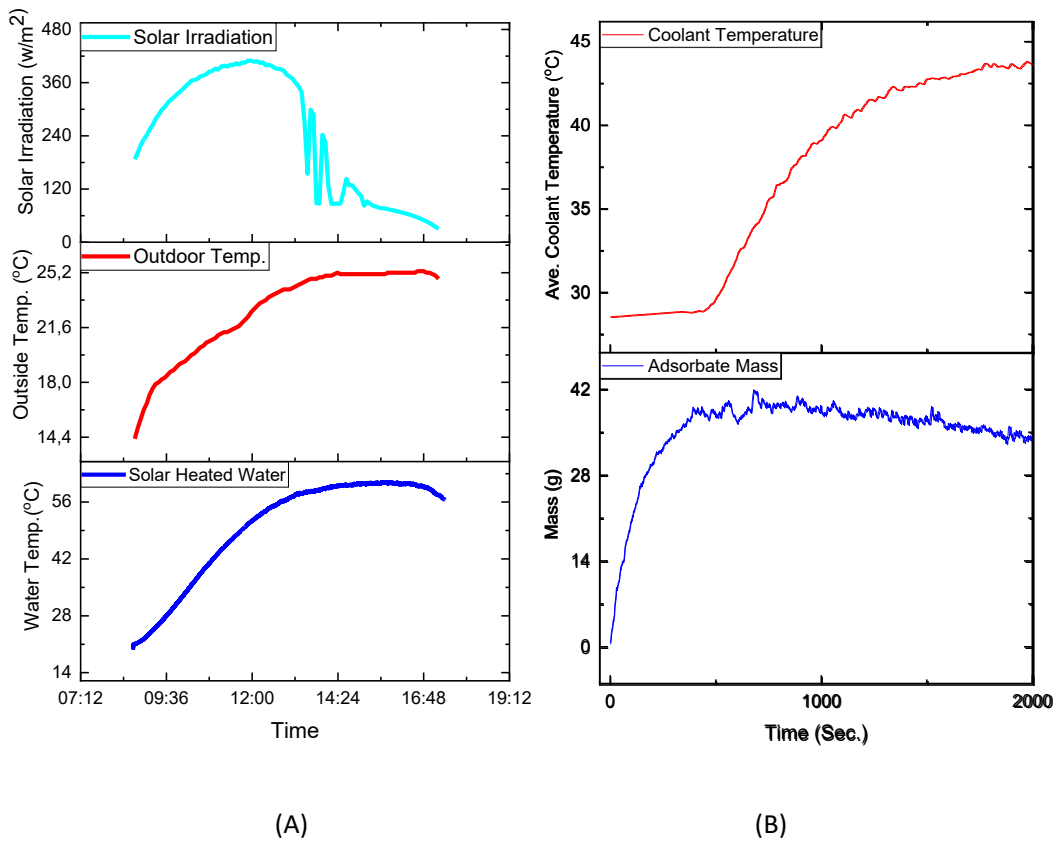 Solar Irradiation (w/m2)
480
360
240
120
0
Solar Irradiation
Outside Temp. (ºC)
25,2
21,6
18,0
14,4
Outdoor Temp.
Water Temp.(ºC)
56
42
28
14
Solar Heated Water
07:12 09:36 12:00 14:24 16:48 19:12
Time
(A)
Ave. Coolant Temperature (ºC)
45
40
35
30
Coolant Temperature
Mass (g)
42
28
14
0
Adsorbate Mass
0 1000 2000
Time (Sec.)
(B)